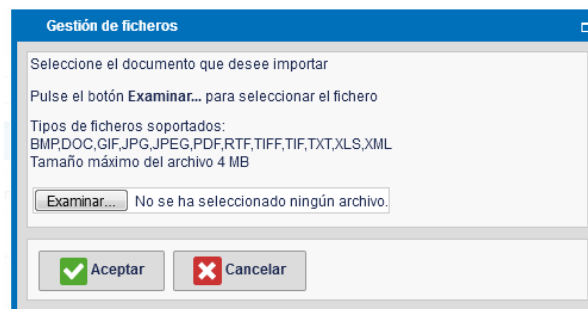 Gestión de ficheros
Seleccione el documento que desee importar
Pulse el botón Examinar... para seleccionar el fichero
Tipos de ficheros soportados:
BMP,DOC,GIF,JPG,JPEG,PDF,RTF,TIFF,TIF,TXT,XLS,XML
Tamaño máximo del archivo 4 MB
Examinar... No se ha seleccionado ningún archivo.
Aceptar Cancelar